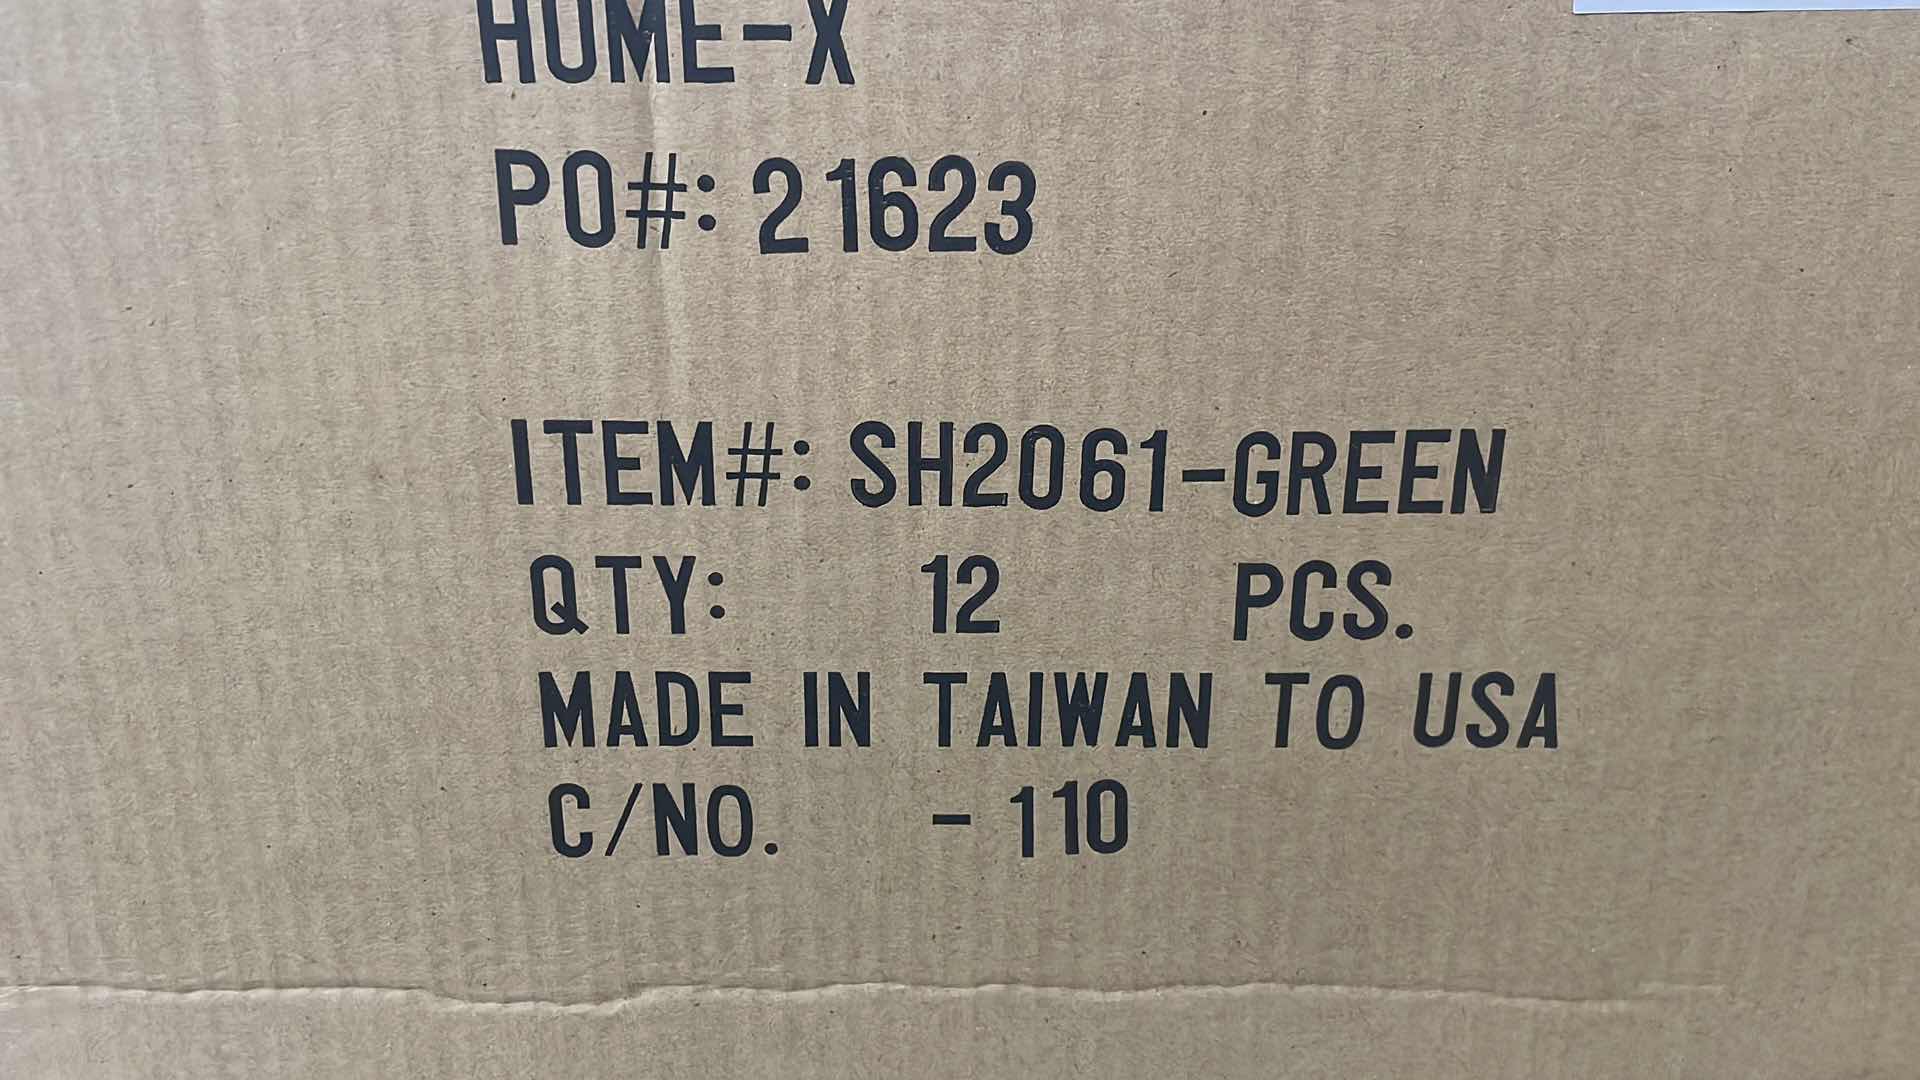 HOME-X
PO#: 21623
ITEM#: SH2061-GREEN
QTY: 12 PCS.
MADE IN TAIWAN TO USA
C/NO. -110